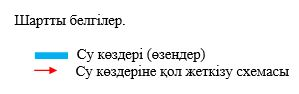 Шартты белгілер.
Су көздері (өзендер)
Су көздеріне қол жеткізу схемасы